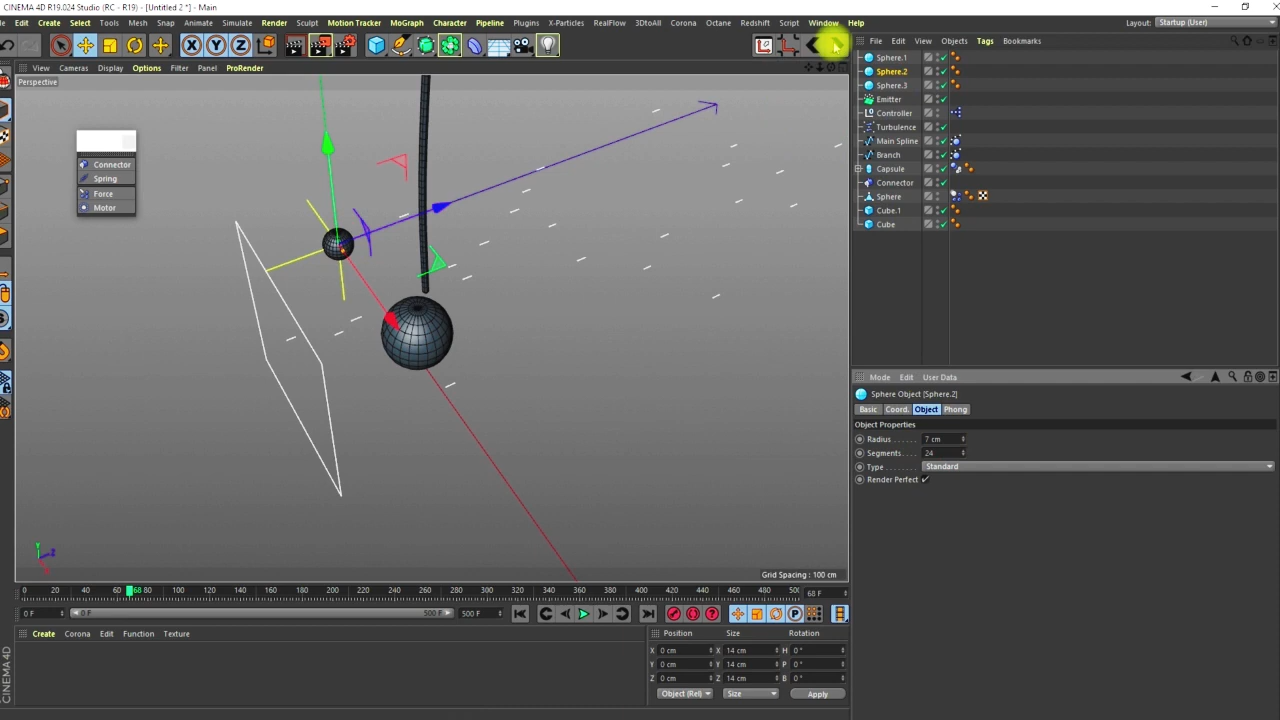 CINEMA 4D R19.024 Studio (RC - R19) - [Untitled 2 *] - Main
Edit Create Select Tools Mesh Snap Animate Simulate Render Sculpt Motion Tracker MoGraph Character Pipeline Plugins X-Particles RealFlow 3DtoAll Corona Octane Redshift Script Window Help
Layout: Startup (User)
X Y Z
File Edit View Objects Tags Bookmarks
View Cameras Display Options Filter Panel ProRender
Perspective
Connector
Spring
Force
Motor
Y
Z
X
Grid Spacing : 100 cm
Sphere.1
Sphere.2
Sphere.3
Emitter
Controller
Turbulence
Main Spline
Branch
Capsule
Connector
Sphere
Cube.1
Cube
Mode Edit User Data
Sphere Object [Sphere.2]
Basic Coord. Object Phong
Object Properties
Radius 7 cm
Segments 24
Type Standard
Render Perfect
0 20 40 60 68 80 100 120 140 160 180 200 220 240 260 280 300 320 340 360 380 400 420 440 460 480 500 68 F
0 F 0 F 500 F 500 F
Create Corona Edit Function Texture
Position Size Rotation
X 0 cm X 14 cm H 0 °
Y 0 cm Y 14 cm P 0 °
Z 0 cm Z 14 cm B 0 °
Object (Rel) Size Apply
CINEMA 4D